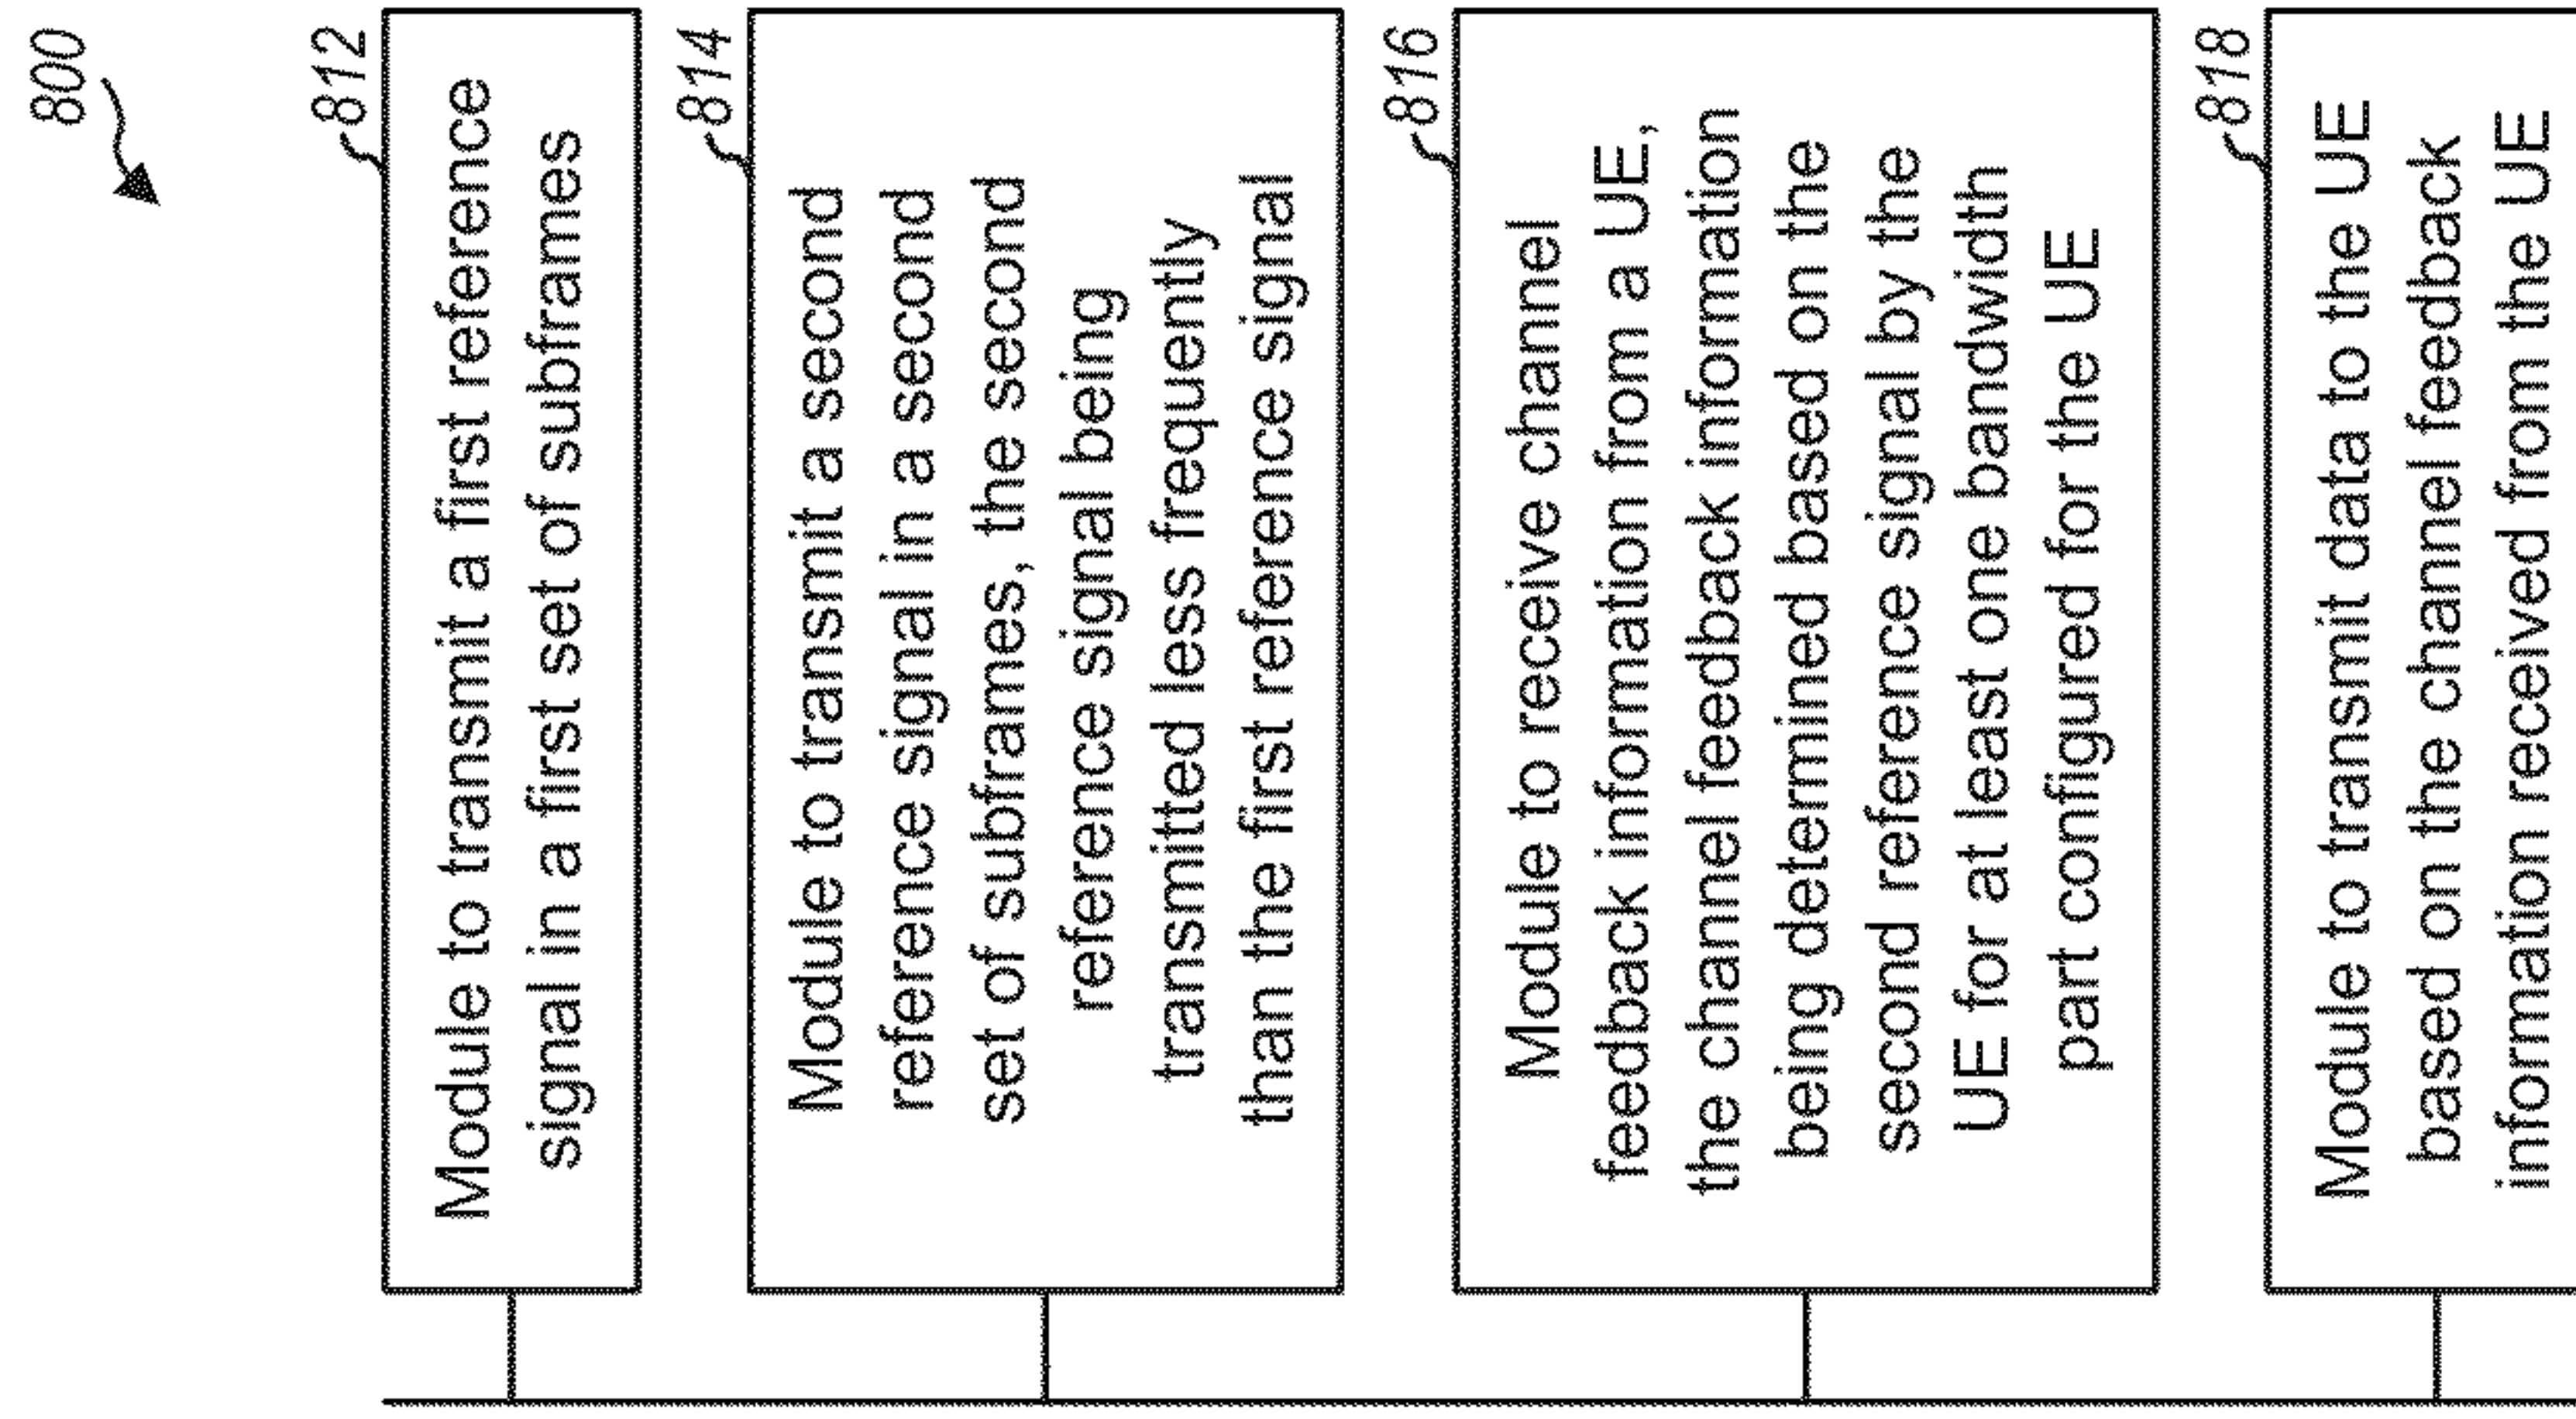 800
812
Module to transmit a first reference
signal in a first set of subframes
814
Module to transmit a second
reference signal in a second
set of subframes, the second
reference signal being
transmitted less frequently
than the first reference signal
816
Module to receive channel
feedback information from a UE,
the channel feedback information
being determined based on the
second reference signal by the
UE for at least one bandwidth
part configured for the UE
818
Module to transmit data to the UE
based on the channel feedback
information received from the UE